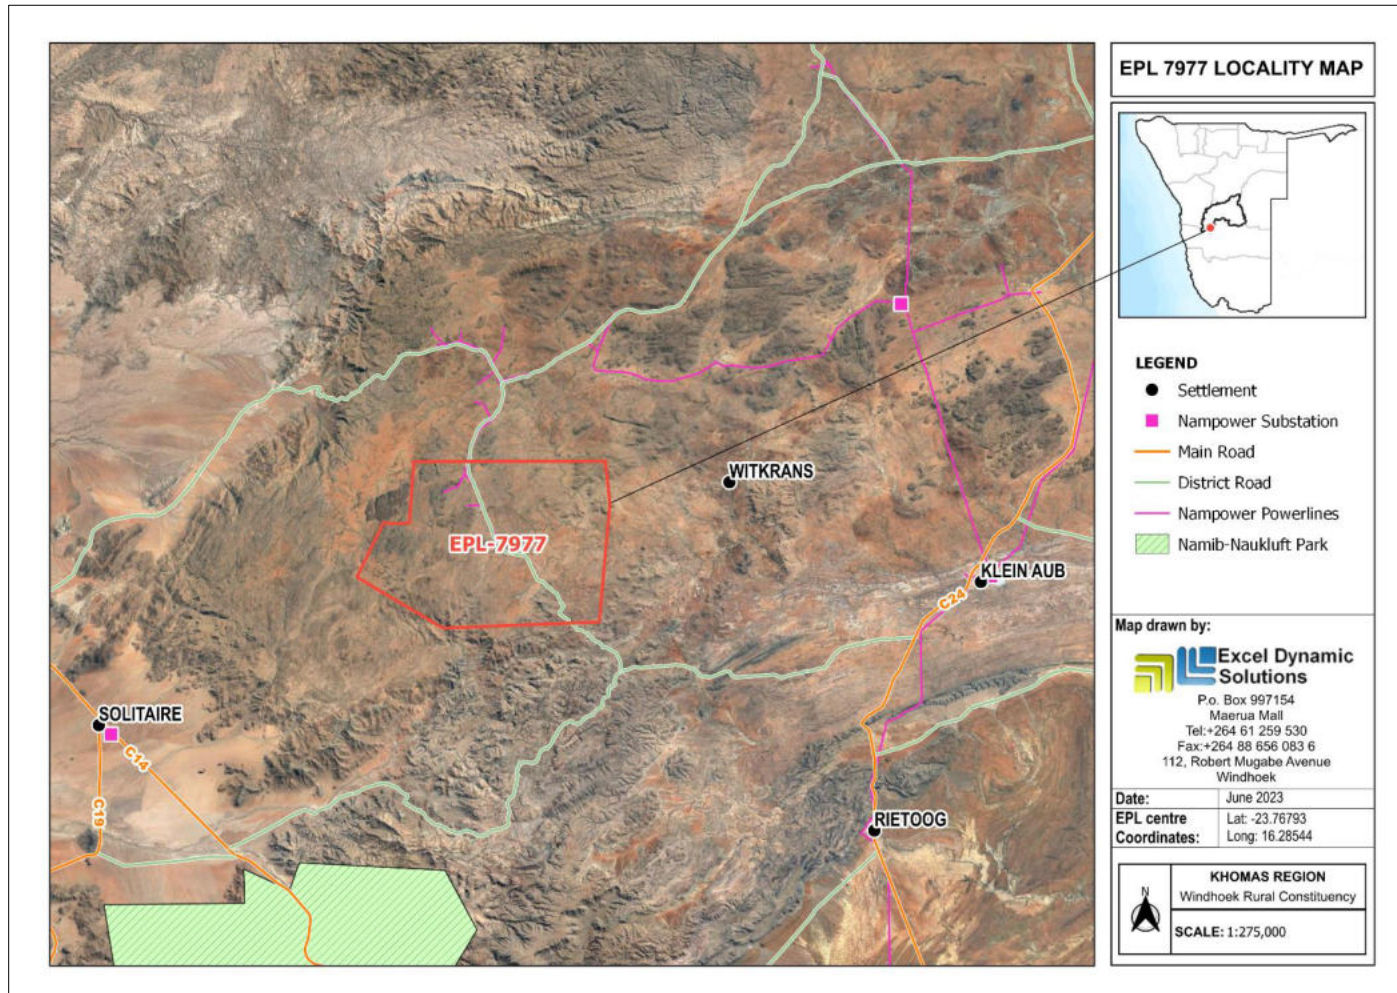 EPL 7977 LOCALITY MAP
WITKRANS
EPL-7977
KLEIN AUB
C24
SOLITAIRE
C14
C19
RIETOOG
LEGEND
Settlement
Nampower Substation
Main Road
District Road
Nampower Powerlines
Namib-Naukluft Park
Map drawn by:
Excel Dynamic
Solutions
P.o. Box 997154
Maerua Mall
Tel:+264 61 259 530
Fax:+264 88 656 083 6
112, Robert Mugabe Avenue
Windhoek
Date: June 2023
EPL centre Lat: -23.76793
Coordinates: Long: 16.28544
N
KHOMAS REGION
Windhoek Rural Constituency
SCALE: 1:275,000